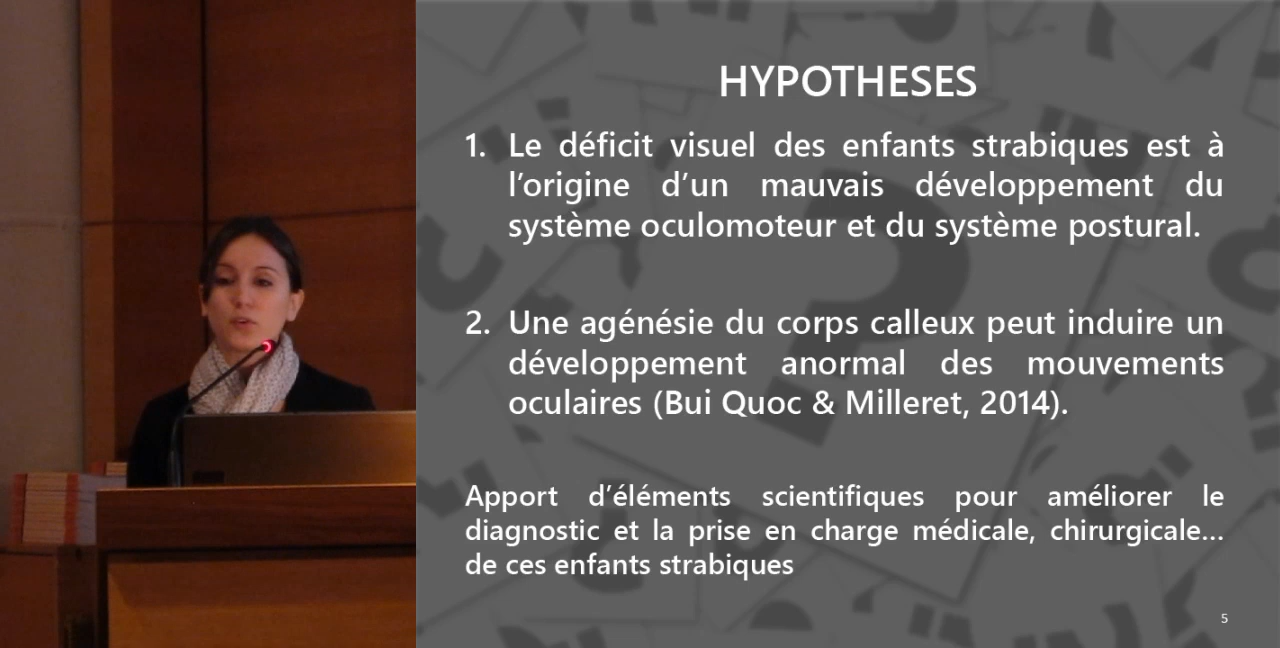 HYPOTHESES
1. Le déficit visuel des enfants strabiques est à
l’origine d’un mauvais développement du
système oculomoteur et du système postural.
2. Une agénésie du corps calleux peut induire un
développement anormal des mouvements
oculaires (Bui Quoc & Milleret, 2014).
Apport d’éléments scientifiques pour améliorer le
diagnostic et la prise en charge médicale, chirurgicale…
de ces enfants strabiques
5